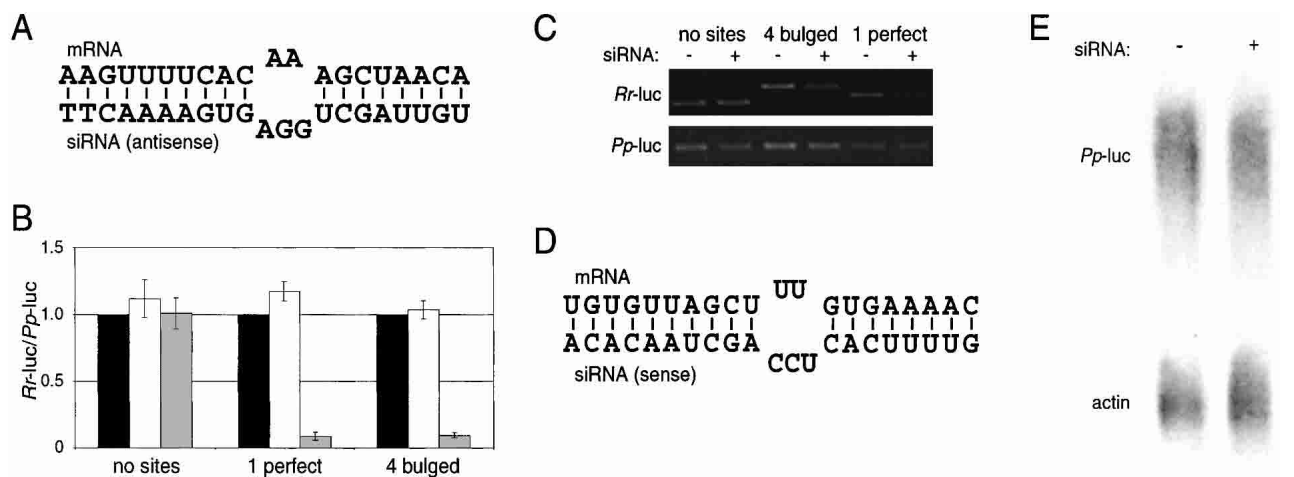 A
mRNA
AA
AAGUUUUCAC AGCUAACA
TTCAAAAGUG UCGAUUGU
AGG
siRNA (antisense)
B
Rr-luc/Pp-luc
1.5
1.0
0.5
0
no sites 1 perfect 4 bulged
C
no sites 4 bulged 1 perfect
siRNA: - + - + - +
Rr-luc
Pp-luc
D
mRNA
UU
UGUGUUAGCU GUGAAAAC
ACACAAUCGA CACUUUUG
CCU
siRNA (sense)
E
siRNA: - +
Pp-luc
actin